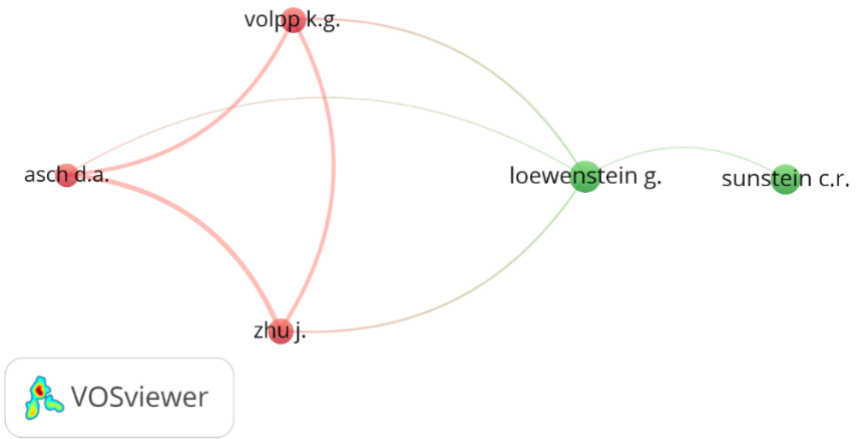 volpp k.g.
asch d.a.
loewenstein g.
sunstein c.r.
zhu j.
VOSviewer